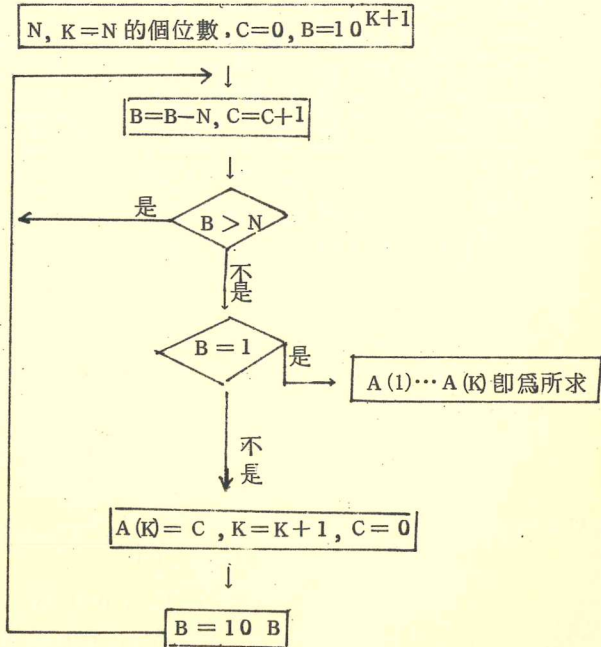 N, K=N的個位數.C=0, B=10^{K+1}
B=B−N, C=C+1
是
B > N
不是
B = 1
是
A(1)…A(K)卽爲所求
不是
A(K)= C , K=K+1, C=0
B = 10 B